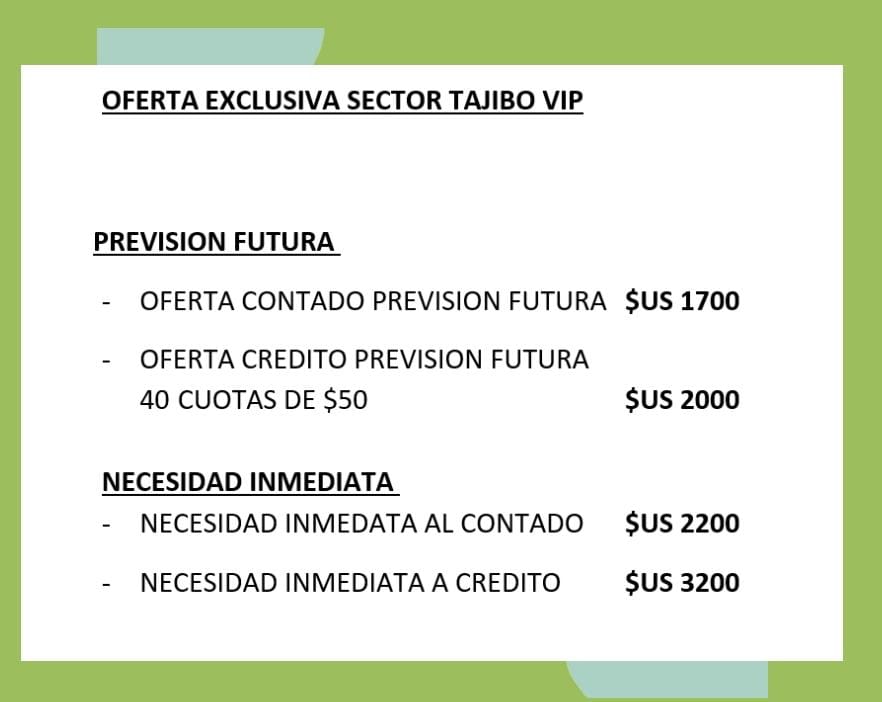 OFERTA EXCLUSIVA SECTOR TAJIBO VIP
PREVISION FUTURA
- OFERTA CONTADO PREVISION FUTURA $US 1700
- OFERTA CREDITO PREVISION FUTURA
40 CUOTAS DE $50 $US 2000
NECESIDAD INMEDIATA
- NECESIDAD INMEDATA AL CONTADO $US 2200
- NECESIDAD INMEDIATA A CREDITO $US 3200